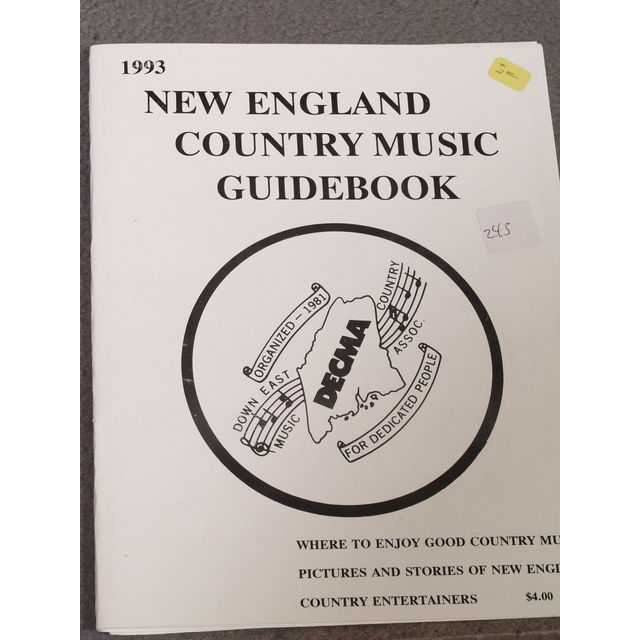 1993
NEW ENGLAND
COUNTRY MUSIC
GUIDEBOOK
245
ORGANIZED - 1981
DOWN EAST
MUSIC
DECMA
COUNTRY
ASSOC.
FOR DEDICATED PEOPLE
WHERE TO ENJOY GOOD COUNTRY MU
PICTURES AND STORIES OF NEW ENGL
COUNTRY ENTERTAINERS $4.00